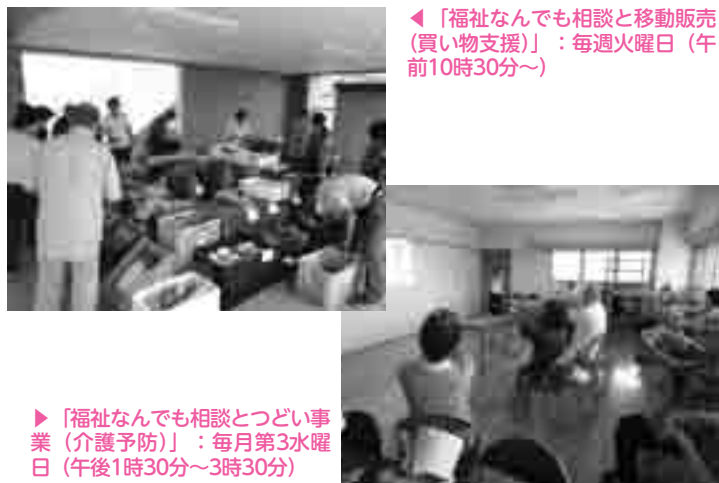 ◀「福祉なんでも相談と移動販売
(買い物支援)」：毎週火曜日（午
前10時30分〜）
▶「福祉なんでも相談とつどい事
業（介護予防)」：毎月第3水曜
日（午後1時30分〜3時30分）